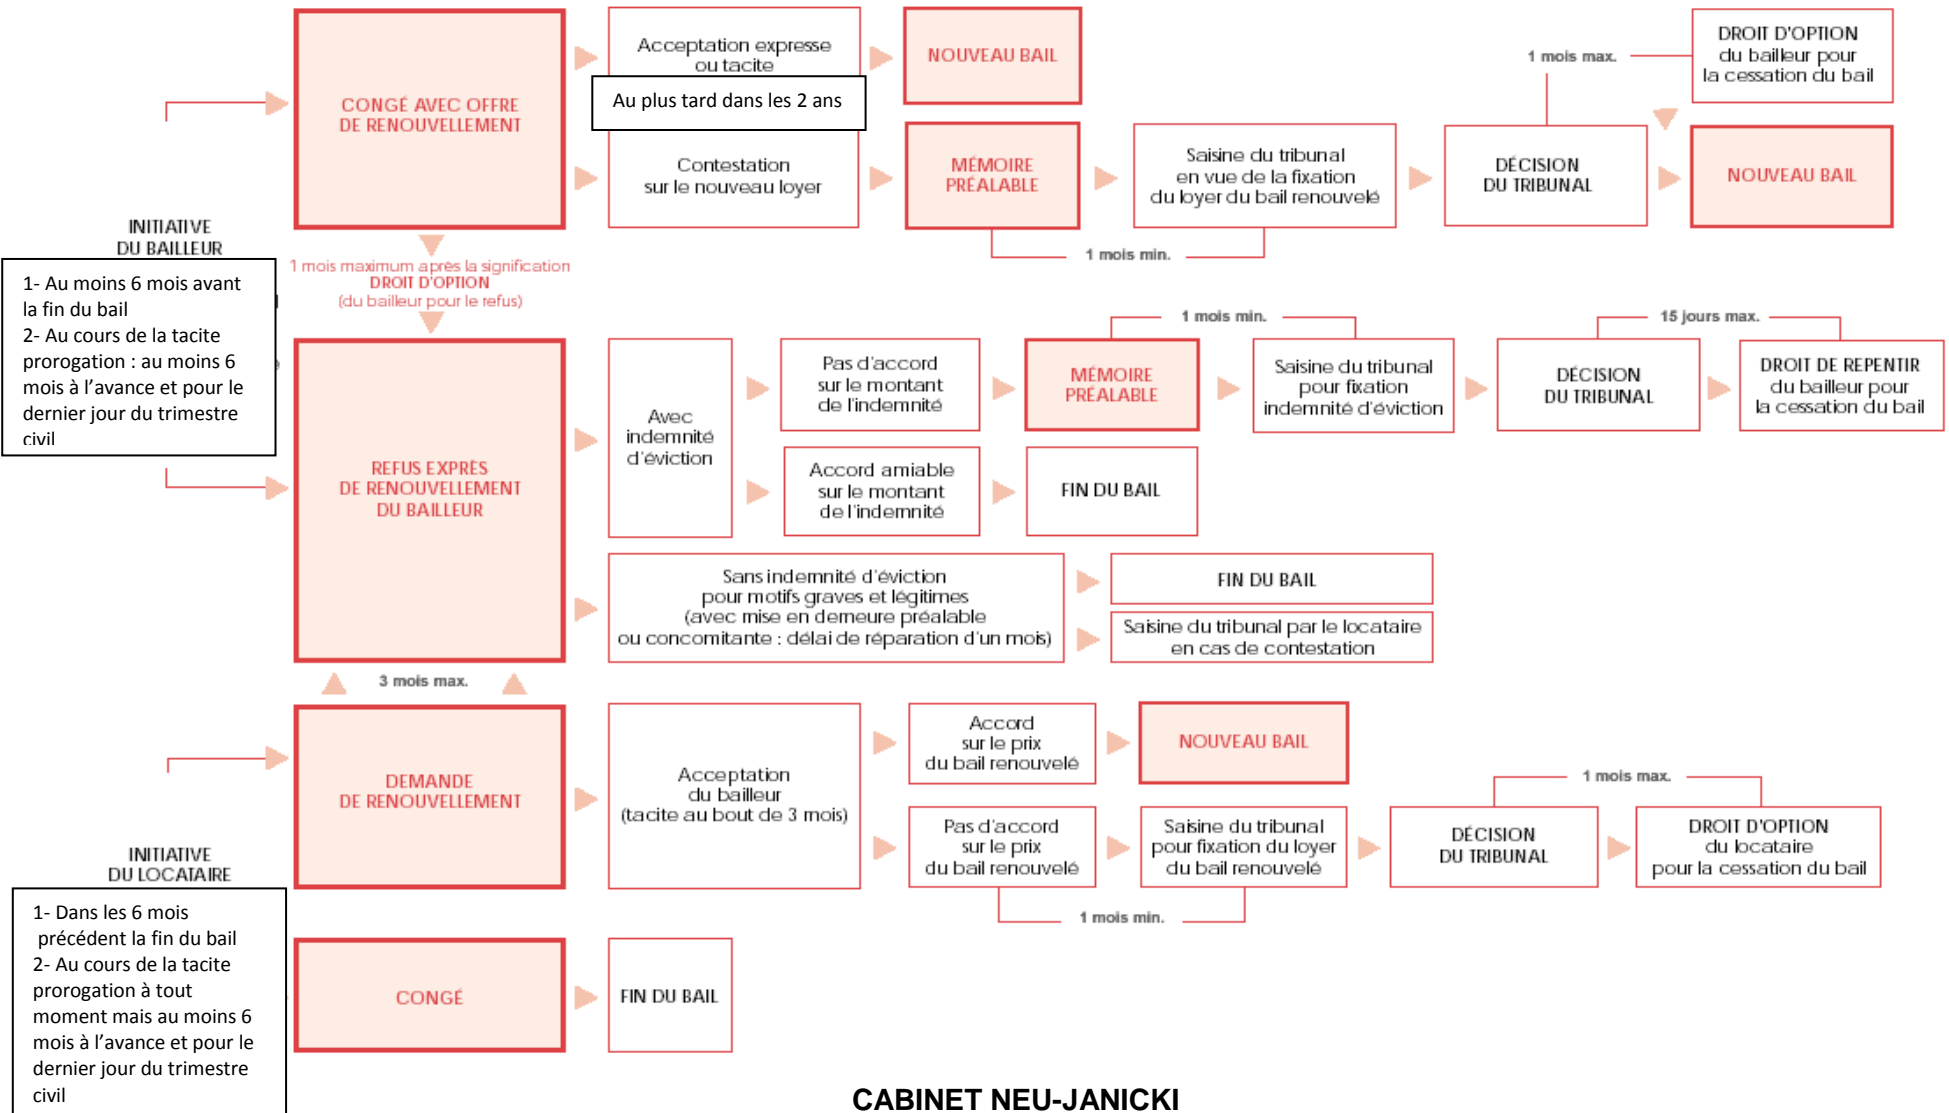 CONGÉ AVEC OFFRE
DE RENOUVELLEMENT
Acceptation expresse
ou tacite
Au plus tard dans les 2 ans
NOUVEAU BAIL
Contestation
sur le nouveau loyer
MÉMOIRE
PRÉALABLE
Saisine du tribunal
en vue de la fixation
du loyer du bail renouvelé
1 mois min.
DÉCISION
DU TRIBUNAL
1 mois max.
DROIT D'OPTION
du bailleur pour
la cessation du bail
NOUVEAU BAIL
INITIATIVE
DU BAILLEUR
1- Au moins 6 mois avant
la fin du bail
2- Au cours de la tacite
prorogation : au moins 6
mois à l’avance et pour le
dernier jour du trimestre
civil
1 mois maximum après la signification
DROIT D'OPTION
(du bailleur pour le refus)
REFUS EXPRÈS
DE RENOUVELLEMENT
DU BAILLEUR
Avec
indemnité
d'éviction
Pas d'accord
sur le montant
de l'indemnité
MÉMOIRE
PRÉALABLE
1 mois min.
Saisine du tribunal
pour fixation
indemnité d'éviction
DÉCISION
DU TRIBUNAL
15 jours max.
DROIT DE REPENTIR
du bailleur pour
la cessation du bail
Accord amiable
sur le montant
de l'indemnité
FIN DU BAIL
Sans indemnité d'éviction
pour motifs graves et légitimes
(avec mise en demeure préalable
ou concomitante : délai de réparation d'un mois)
FIN DU BAIL
Saisine du tribunal par le locataire
en cas de contestation
3 mois max.
DEMANDE
DE RENOUVELLEMENT
Acceptation
du bailleur
(tacite au bout de 3 mois)
Accord
sur le prix
du bail renouvelé
NOUVEAU BAIL
Pas d'accord
sur le prix
du bail renouvelé
Saisine du tribunal
pour fixation du loyer
du bail renouvelé
1 mois min.
DÉCISION
DU TRIBUNAL
1 mois max.
DROIT D'OPTION
du locataire
pour la cessation du bail
INITIATIVE
DU LOCATAIRE
1- Dans les 6 mois
précédent la fin du bail
2- Au cours de la tacite
prorogation à tout
moment mais au moins 6
mois à l’avance et pour le
dernier jour du trimestre
civil
CONGÉ
FIN DU BAIL
CABINET NEU-JANICKI